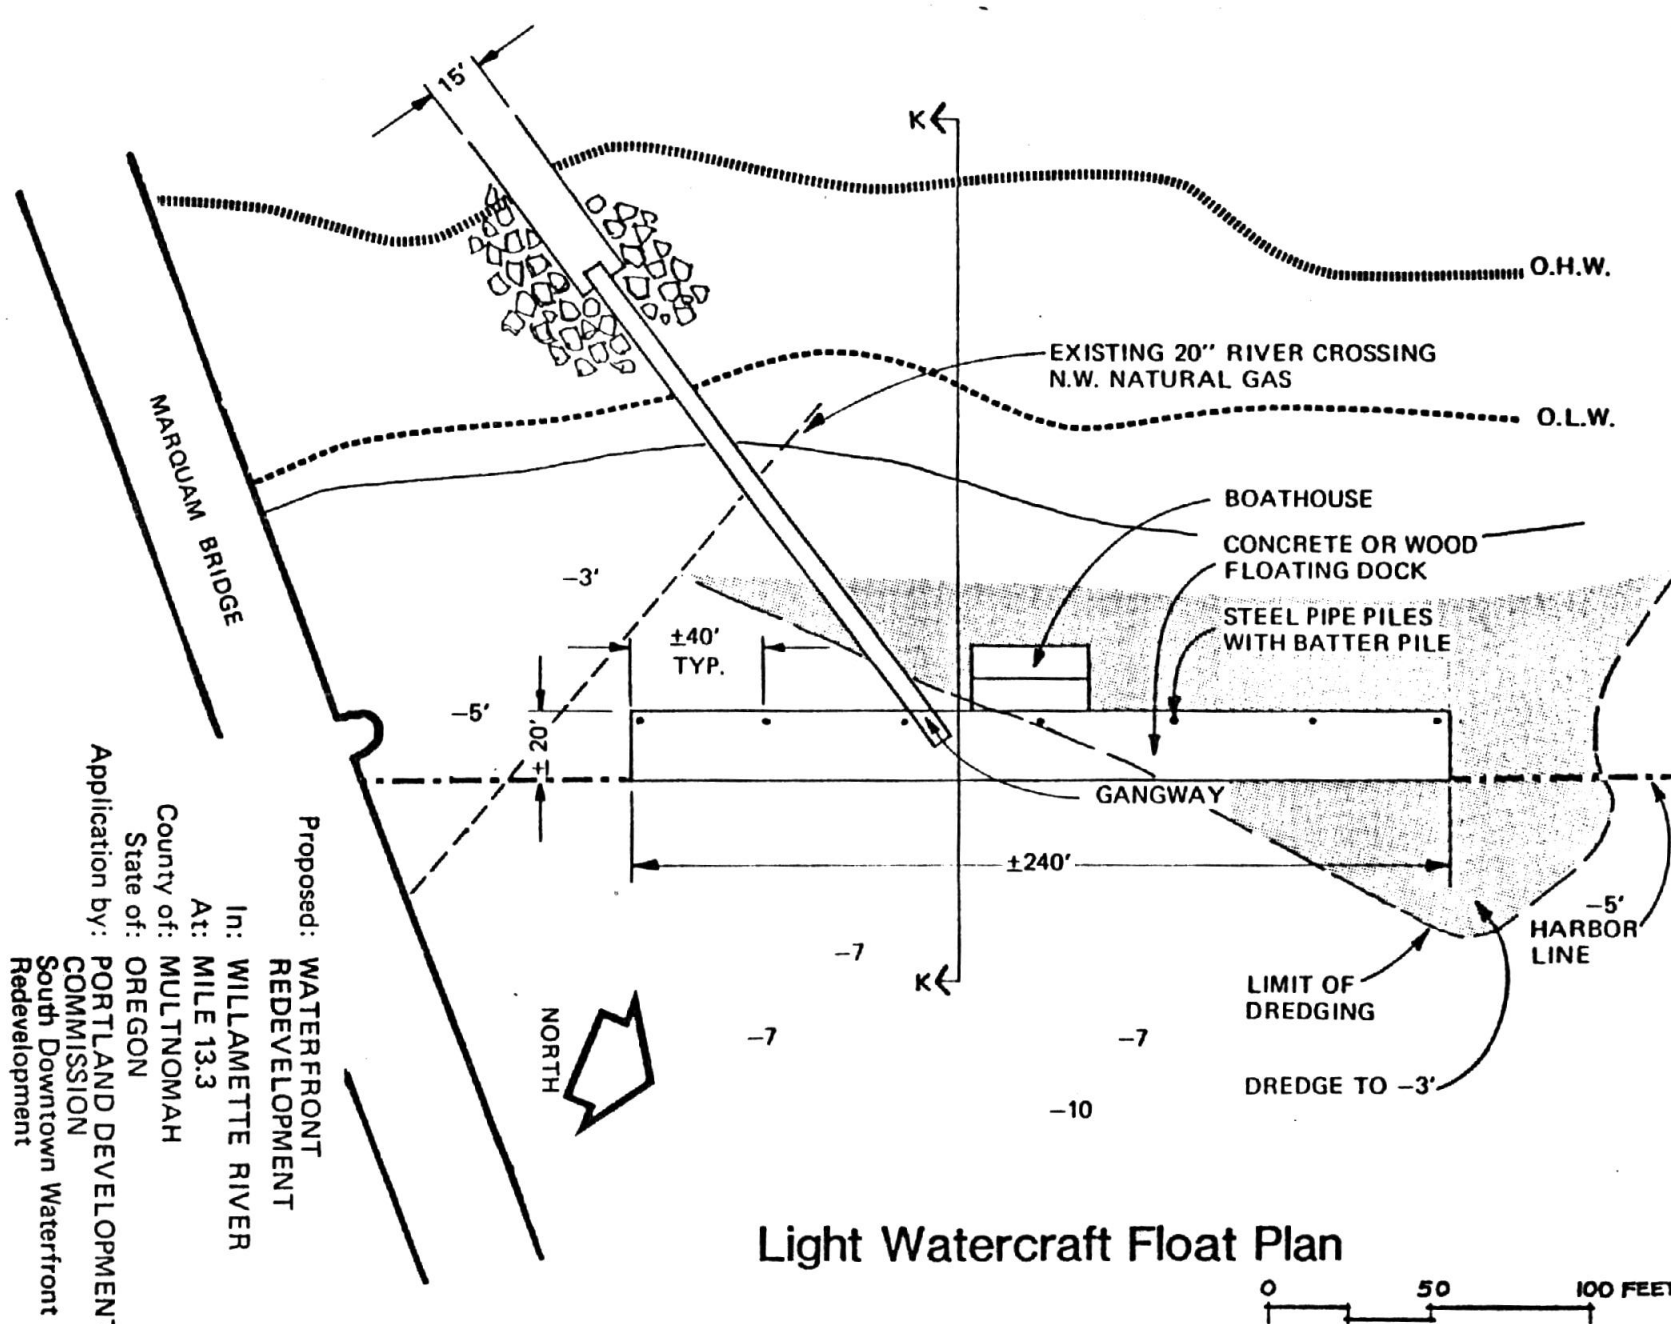 15'
K
K
O.H.W.
EXISTING 20" RIVER CROSSING
N.W. NATURAL GAS
O.L.W.
MARQUAM BRIDGE
BOATHOUSE
CONCRETE OR WOOD
FLOATING DOCK
STEEL PIPE PILES
WITH BATTER PILE
-3'
±40'
TYP.
-5'
± 20'
GANGWAY
±240'
-5'
HARBOR
LINE
-7
LIMIT OF
DREDGING
-7
-7
DREDGE TO -3'
-10
NORTH
Proposed: WATERFRONT
REDEVELOPMENT
In: WILLAMETTE RIVER
At: MILE 13.3
County of: MULTNOMAH
State of: OREGON
Application by: PORTLAND DEVELOPMENT
COMMISSION
South Downtown Waterfront
Redevelopment
Light Watercraft Float Plan
0 50 100 FEET